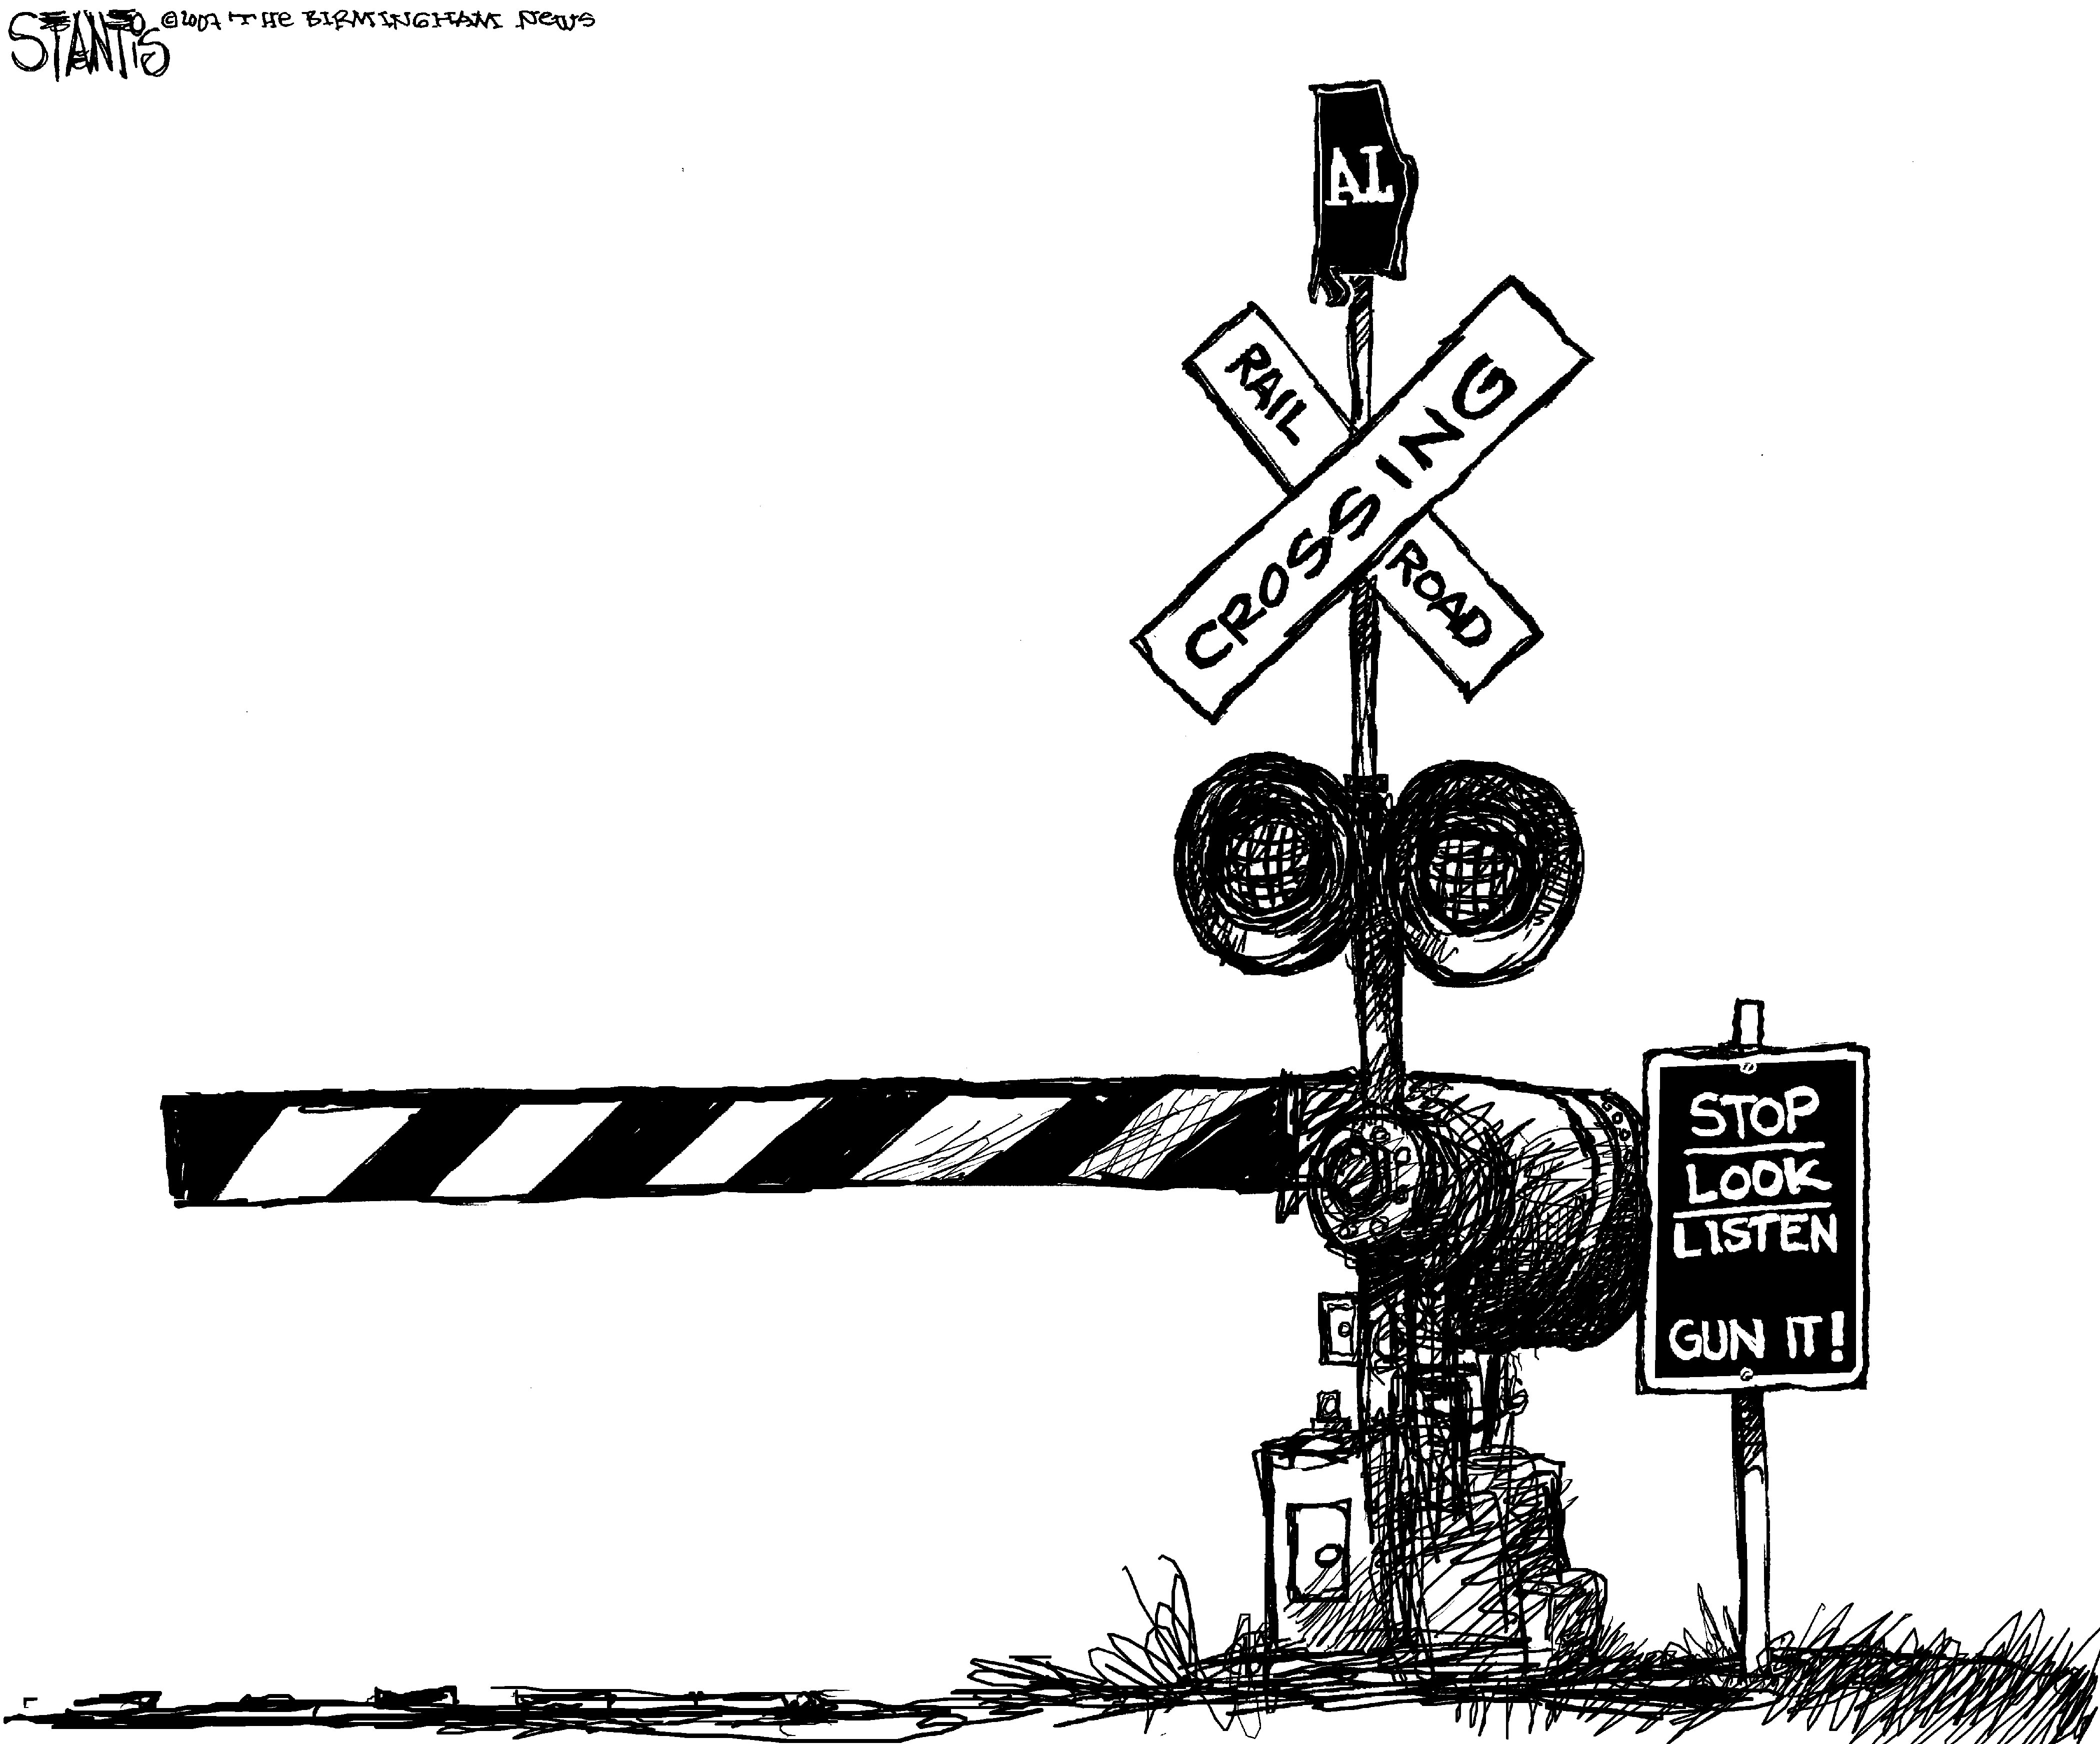 STANTIS ©2007 THE BIRMINGHAM NEWS
AL
RAIL
CROSSING
ROAD
STOP
LOOK
LISTEN
GUN IT!